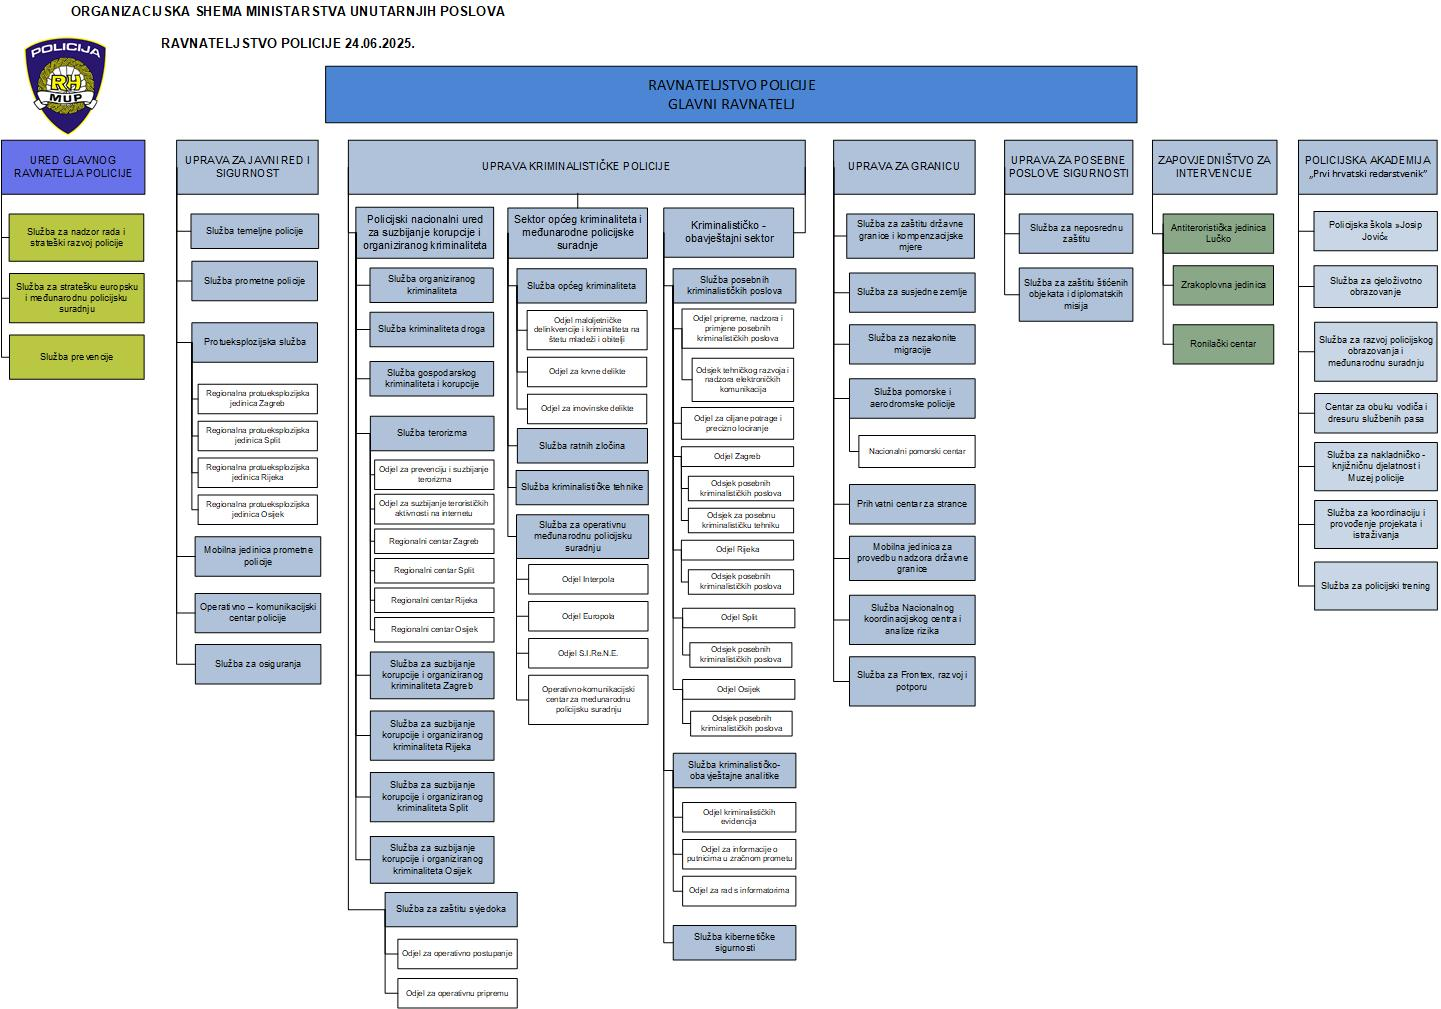 ORGANIZACIJSKA SHEMA MINISTARSTVA UNUTARNJIH POSLOVA
RAVNATELJSTVO POLICIJE 24.06.2025.
POLICIJA
RH
MUP
RAVNATELJSTVO POLICIJE
GLAVNI RAVNATELJ
URED GLAVNOG
RAVNATELJA POLICIJE
Služba za nadzor rada i
strateški razvoj policije
Služba za stratešku europsku
i međunarodnu policijsku
suradnju
Služba prevencije
UPRAVA ZA JAVNI RED I
SIGURNOST
Služba temeljne policije
Služba prometne policije
Protueksplozijska služba
Regionalna protueksplozijska
jedinica Zagreb
Regionalna protueksplozijska
jedinica Split
Regionalna protueksplozijska
jedinica Rijeka
Regionalna protueksplozijska
jedinica Osijek
Mobilna jedinica prometne
policije
Operativno – komunikacijski
centar policije
Služba za osiguranja
UPRAVA KRIMINALISTIČKE POLICIJE
Policijski nacionalni ured
za suzbijanje korupcije i
organiziranog kriminaliteta
Služba organiziranog
kriminaliteta
Služba kriminaliteta droga
Služba gospodarskog
kriminaliteta i korupcije
Služba terorizma
Odjel za prevenciju i suzbijanje
terorizma
Odjel za suzbijanje terorističkih
aktivnosti na internetu
Regionalni centar Zagreb
Regionalni centar Split
Regionalni centar Rijeka
Regionalni centar Osijek
Služba za suzbijanje
korupcije i organiziranog
kriminaliteta Zagreb
Služba za suzbijanje
korupcije i organiziranog
kriminaliteta Rijeka
Služba za suzbijanje
korupcije i organiziranog
kriminaliteta Split
Služba za suzbijanje
korupcije i organiziranog
kriminaliteta Osijek
Služba za zaštitu svjedoka
Odjel za operativno postupanje
Odjel za operativnu pripremu
Sektor općeg kriminaliteta i
međunarodne policijske
suradnje
Služba općeg kriminaliteta
Odjel maloljetničke
delinkvencije i kriminaliteta na
štetu mladeži i obitelji
Odjel za krvne delikte
Odjel za imovinske delikte
Služba ratnih zločina
Služba kriminalističke tehnike
Služba za operativnu
međunarodnu policijsku
suradnju
Odjel Interpola
Odjel Europola
Odjel S.I.Re.N.E.
Operativno-komunikacijski
centar za međunarodnu
policijsku suradnju
Kriminalističko -
obavještajni sektor
Služba posebnih
kriminalističkih poslova
Odjel pripreme, nadzora i
primjene posebnih
kriminalističkih poslova
Odsjek tehničkog razvoja i
nadzora elektroničkih
komunikacija
Odjel za ciljane potrage i
precizno lociranje
Odjel Zagreb
Odsjek posebnih
kriminalističkih poslova
Odsjek za posebnu
kriminalističku tehniku
Odjel Rijeka
Odsjek posebnih
kriminalističkih poslova
Odjel Split
Odsjek posebnih
kriminalističkih poslova
Odjel Osijek
Odsjek posebnih
kriminalističkih poslova
Služba kriminalističko-
obavještajne analitike
Odjel kriminalističkih
evidencija
Odjel za informacije o
putnicima u zračnom prometu
Odjel za rad s informatorima
Služba kibernetičke
sigurnosti
UPRAVA ZA GRANICU
Služba za zaštitu državne
granice i kompenzacijske
mjere
Služba za susjedne zemlje
Služba za nezakonite
migracije
Služba pomorske i
aerodromske policije
Nacionalni pomorski centar
Prihvatni centar za strance
Mobilna jedinica za
provedbu nadzora državne
granice
Služba Nacionalnog
koordinacijskog centra i
analize rizika
Služba za Frontex, razvoj i
potporu
UPRAVA ZA POSEBNE
POSLOVE SIGURNOSTI
Služba za neposrednu
zaštitu
Služba za zaštitu štićenih
objekata i diplomatskih
misija
ZAPOVJEDNIŠTVO ZA
INTERVENCIJE
Antiteroristička jedinica
Lučko
Zrakoplovna jedinica
Ronilački centar
POLICIJSKA AKADEMIJA
„Prvi hrvatski redarstvenik”
Policijska škola »Josip
Jović«
Služba za cjeloživotno
obrazovanje
Služba za razvoj policijskog
obrazovanja i
međunarodnu suradnju
Centar za obuku vodiča i
dresuru službenih pasa
Služba za nakladničko -
knjižničnu djelatnost i
Muzej policije
Služba za koordinaciju i
provođenje projekata i
istraživanja
Služba za policijski trening